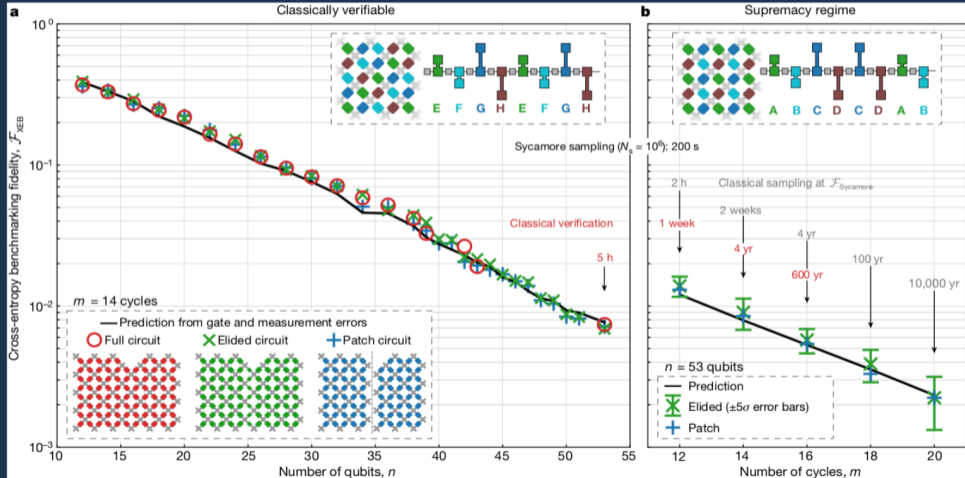 a
Classically verifiable
10⁰
10⁻¹
10⁻²
10⁻³
Cross-entropy benchmarking fidelity, ℱXEB
E F G H E F G H
Sycamore sampling (Ns = 10⁶): 200 s
Classical verification
5 h
m = 14 cycles
Prediction from gate and measurement errors
Full circuit
Elided circuit
Patch circuit
10 15 20 25 30 35 40 45 50 55
Number of qubits, n
b
Supremacy regime
A B C D C D A B
2 h
Classical sampling at ℱSycamore
1 week
2 weeks
4 yr
4 yr
600 yr
100 yr
10,000 yr
n = 53 qubits
Prediction
Elided (±5σ error bars)
Patch
12 14 16 18 20
Number of cycles, m